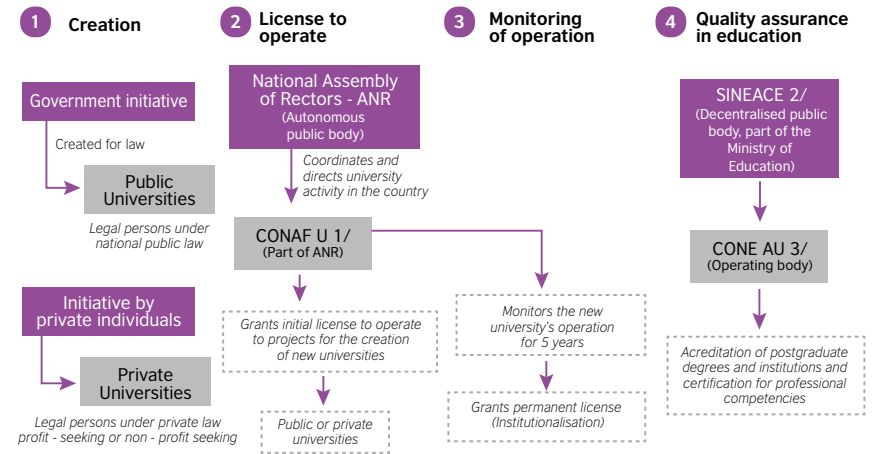 1
Creation
Government initiative
Created for law
Public
Universities
Legal persons under
national public law
Initiative by
private individuals
Private
Universities
Legal persons under private law
profit - seeking or non - profit seeking
2
License to
operate
National Assembly
of Rectors - ANR
(Autonomous
public body)
Coordinates and
directs university
activity in the country
CONAF U 1/
(Part of ANR)
Grants initial license to operate
to projects for the creation
of new universities
Public or private
universities
3
Monitoring
of operation
Monitors the new
university's operation
for 5 years
Grants permanent license
(Institutionalisation)
4
Quality assurance
in education
SINEACE 2/
(Decentralised public
body, part of the
Ministry of
Education)
CONE AU 3/
(Operating body)
Acreditation of postgraduate
degrees and institutions and
certification for professional
competencies